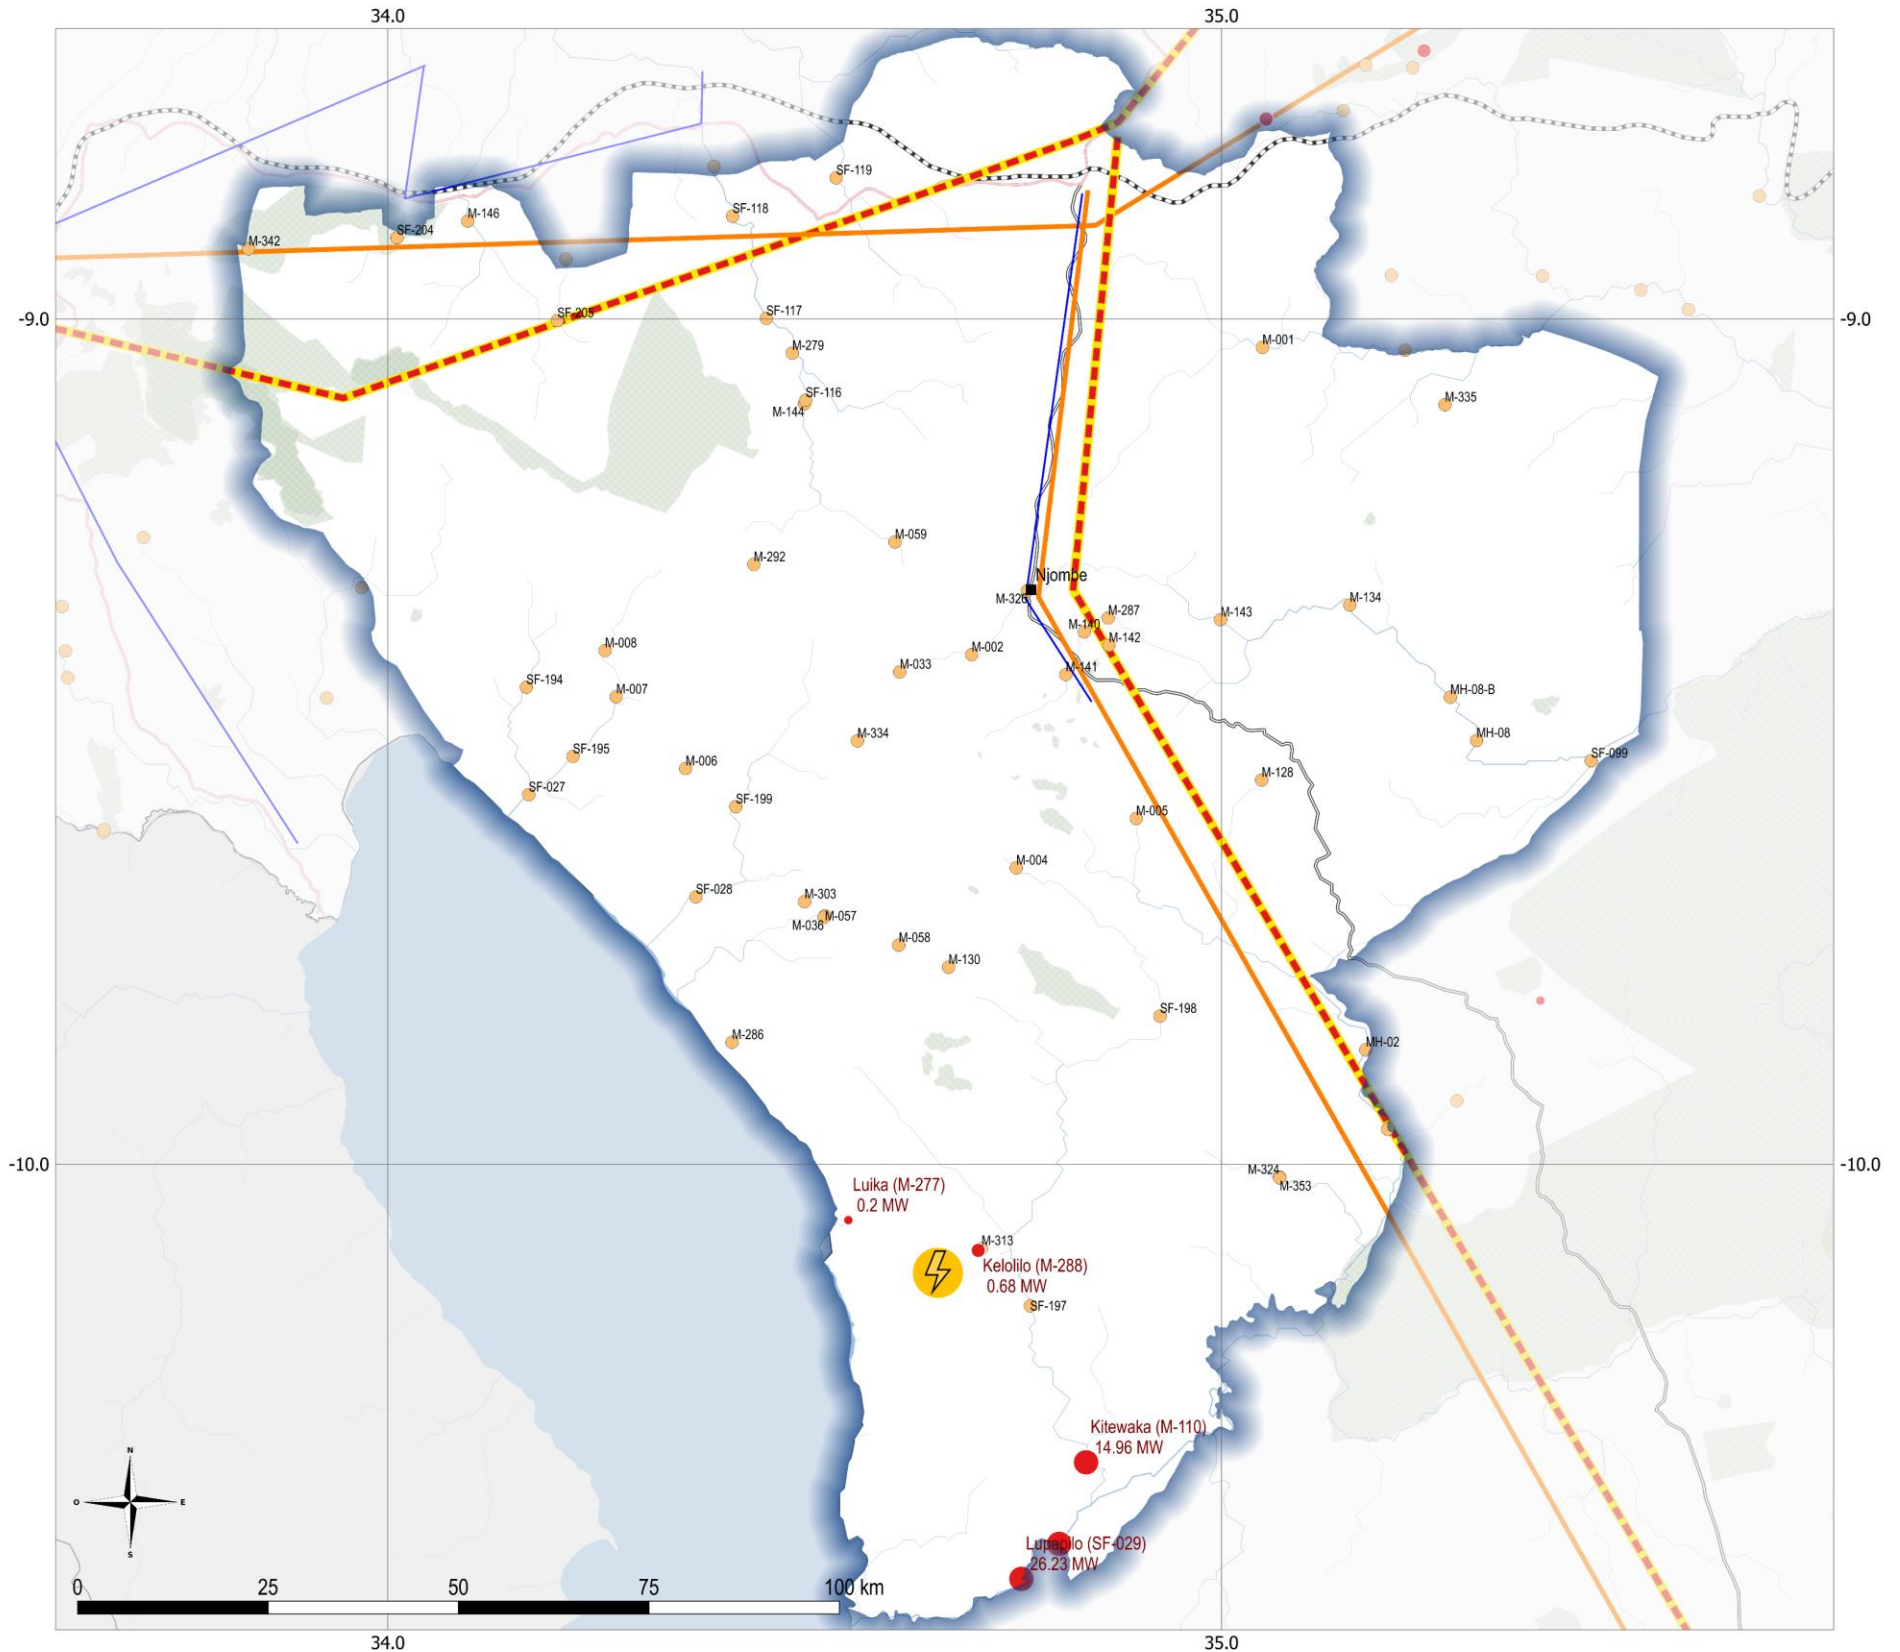 34.0
35.0
SF-119
M-146
SF-118
SF-204
M-342
-9.0
-9.0
SF-205
SF-117
M-001
M-279
SF-116
M-144
M-335
M-059
M-292
Njombe
M-326
M-287
M-134
M-143
M-140
M-142
M-008
M-002
M-033
M-141
SF-194
M-007
MH-08-B
M-334
MH-08
SF-195
SF-099
M-006
M-128
SF-027
SF-199
M-005
M-004
SF-028
M-303
M-057
M-036
M-058
M-130
SF-198
M-286
MH-02
-10.0
-10.0
M-324
M-353
Luika (M-277)
0.2 MW
M-313
Kelolilo (M-288)
0.68 MW
SF-197
Kitewaka (M-110)
14.96 MW
N
O
E
S
Lupapilo (SF-029)
26.23 MW
0
25
50
75
100 km
34.0
35.0